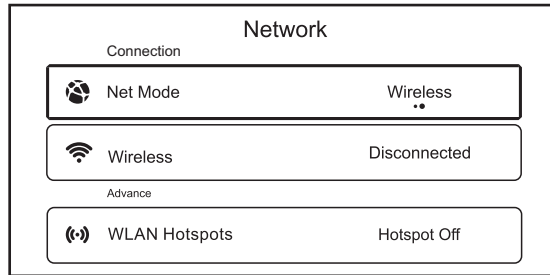 Network
Connection
Net Mode Wireless
Wireless Disconnected
Advance
WLAN Hotspots Hotspot Off